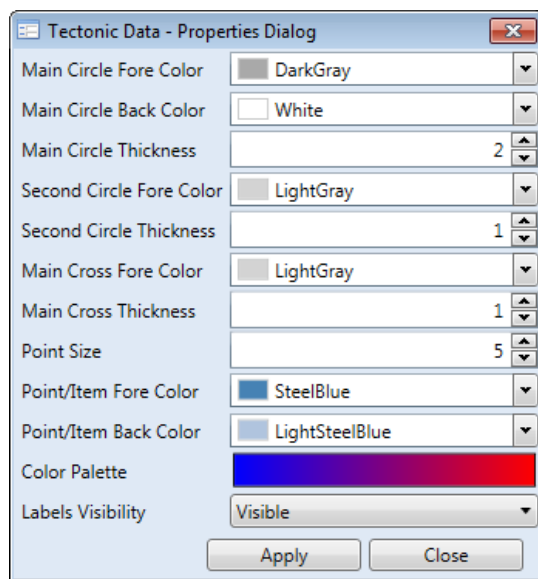 Tectonic Data - Properties Dialog
Main Circle Fore Color DarkGray
Main Circle Back Color White
Main Circle Thickness 2
Second Circle Fore Color LightGray
Second Circle Thickness 1
Main Cross Fore Color LightGray
Main Cross Thickness 1
Point Size 5
Point/Item Fore Color SteelBlue
Point/Item Back Color LightSteelBlue
Color Palette
Labels Visibility Visible
Apply Close